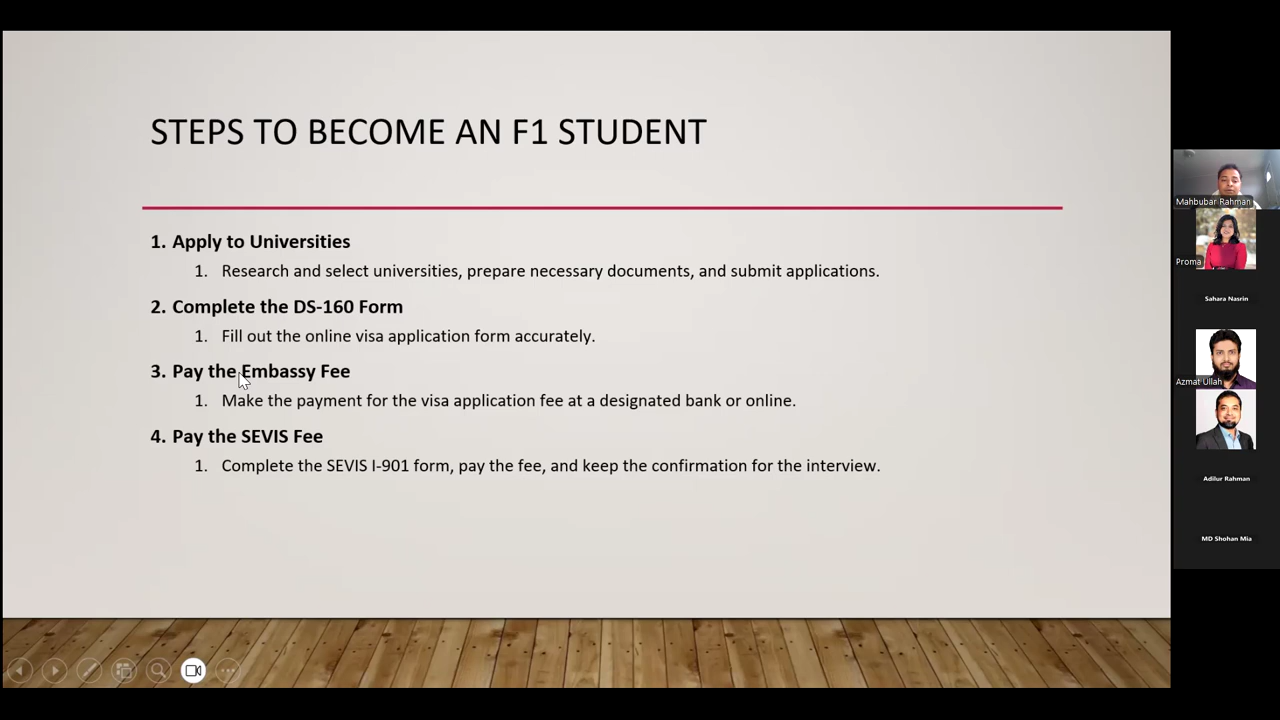 STEPS TO BECOME AN F1 STUDENT
1. Apply to Universities
1. Research and select universities, prepare necessary documents, and submit applications.
2. Complete the DS-160 Form
1. Fill out the online visa application form accurately.
3. Pay the Embassy Fee
1. Make the payment for the visa application fee at a designated bank or online.
4. Pay the SEVIS Fee
1. Complete the SEVIS I-901 form, pay the fee, and keep the confirmation for the interview.
Mahbubar Rahman
Proma
Sahara Nasrin
Azmat Ullah
Adilur Rahman
MD Shohan Mia